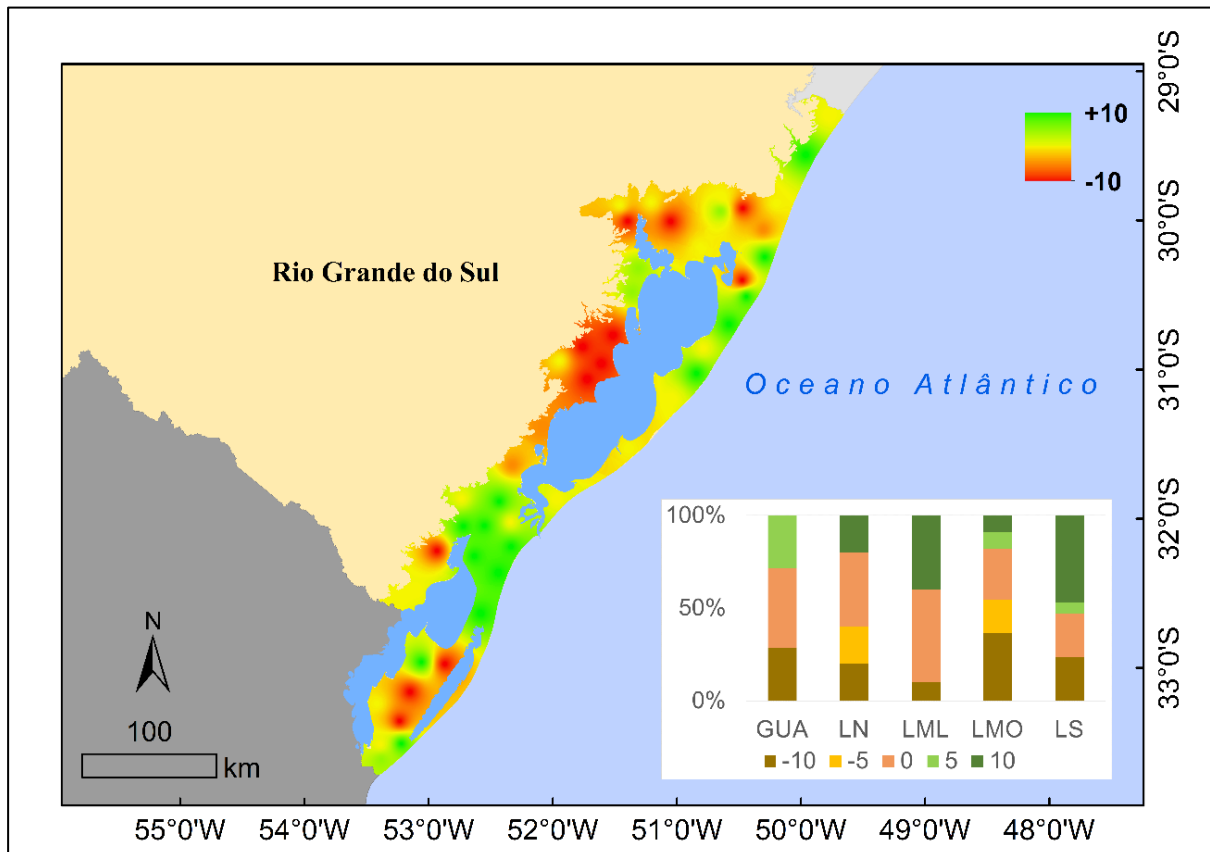 29°0'S
+10
-10
30°0'S
Rio Grande do Sul
31°0'S
Oceano Atlântico
32°0'S
100%
50%
0%
GUA LN LML LMO LS
-10 -5 0 5 10
33°0'S
N
100
km
55°0'W 54°0'W 53°0'W 52°0'W 51°0'W 50°0'W 49°0'W 48°0'W